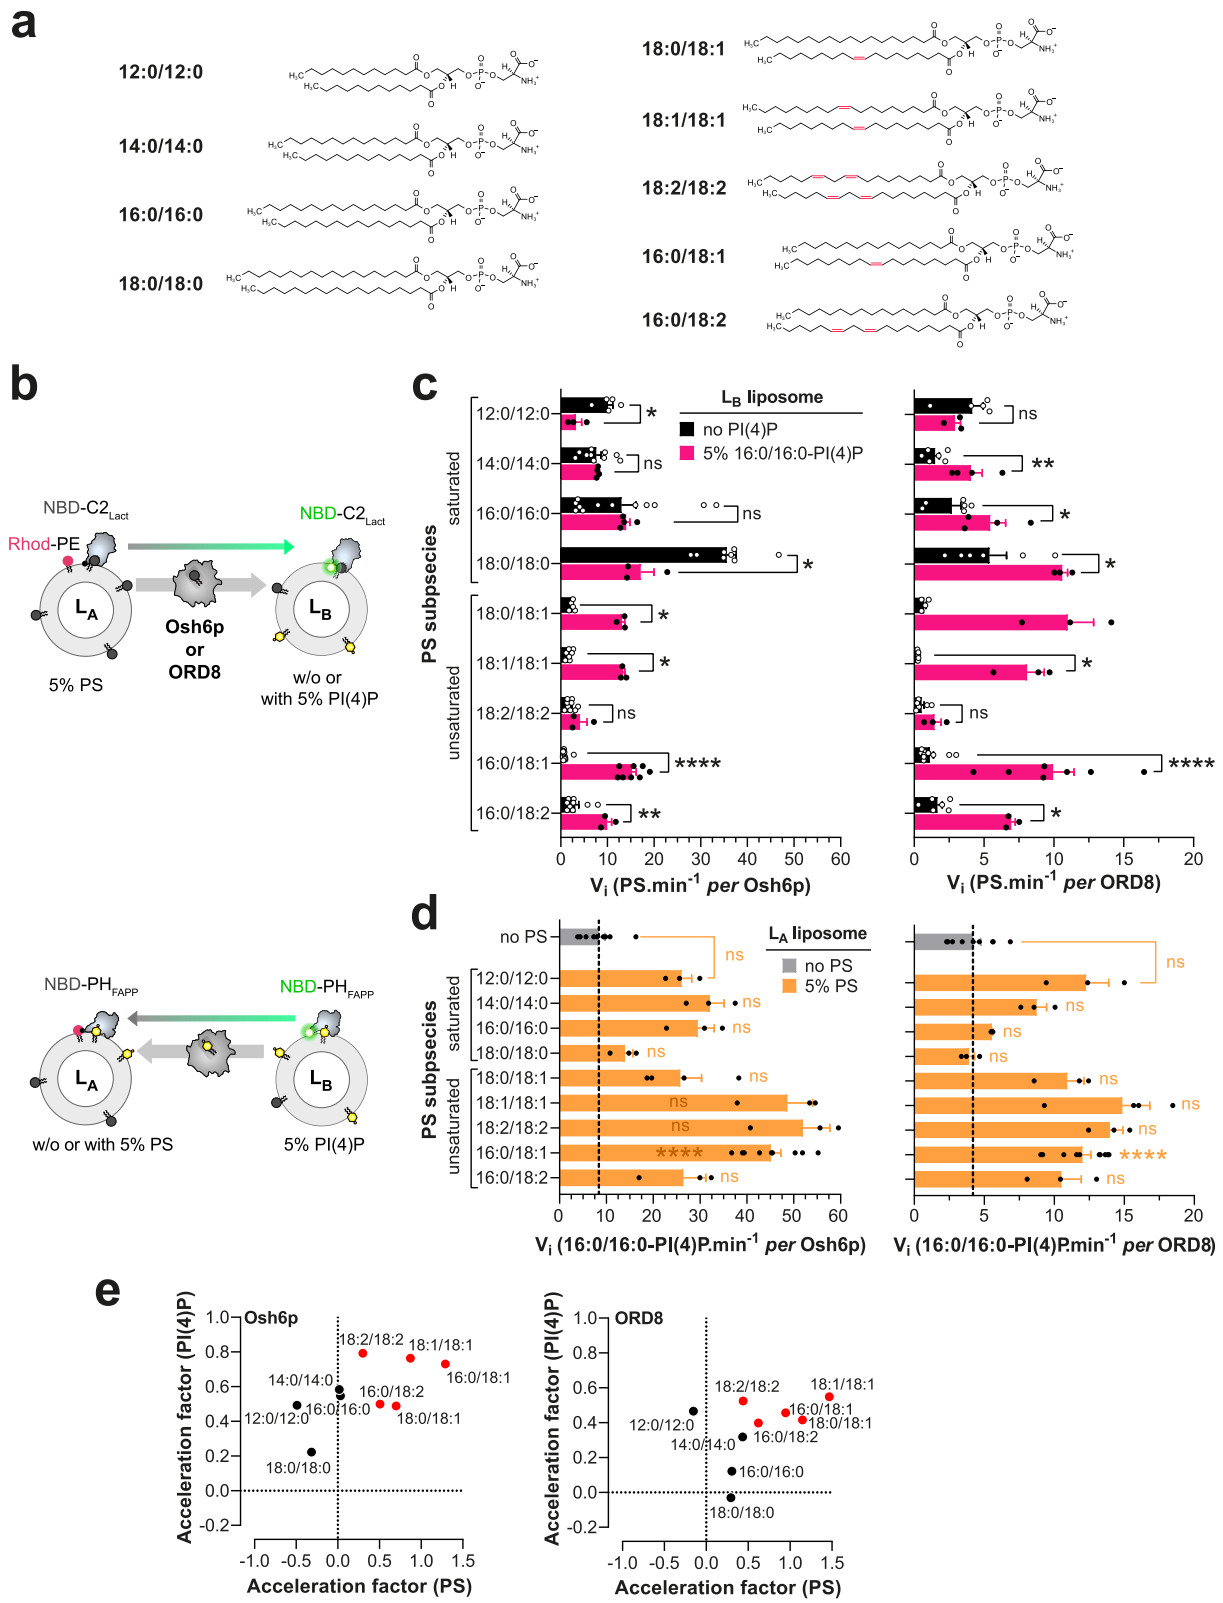 a
12:0/12:0
14:0/14:0
16:0/16:0
18:0/18:0
18:0/18:1
18:1/18:1
18:2/18:2
16:0/18:1
16:0/18:2
b
NBD-C2Lact
NBD-C2Lact
Rhod-PE
LA
LB
Osh6p
or
ORD8
5% PS
w/o or
with 5% PI(4)P
NBD-PHFAPP
NBD-PHFAPP
LA
LB
w/o or with 5% PS
5% PI(4)P
c
LB liposome
no PI(4)P
5% 16:0/16:0-PI(4)P
PS subpsecies
saturated
unsaturated
12:0/12:0 * ns
14:0/14:0 ns **
16:0/16:0 ns *
18:0/18:0 * *
18:0/18:1 *
18:1/18:1 * *
18:2/18:2 ns ns
16:0/18:1 **** ****
16:0/18:2 ** *
0 10 20 30 40 50 60
Vi (PS.min-1 per Osh6p)
0 5 10 15 20
Vi (PS.min-1 per ORD8)
d
LA liposome
no PS
5% PS
PS subpsecies
saturated
unsaturated
no PS
12:0/12:0 ns ns
14:0/14:0 ns ns
16:0/16:0 ns ns
18:0/18:0 ns ns
18:0/18:1 ns ns
18:1/18:1 ns ns
18:2/18:2 ns ns
16:0/18:1 **** ****
16:0/18:2 ns ns
0 10 20 30 40 50 60
Vi (16:0/16:0-PI(4)P.min-1 per Osh6p)
0 5 10 15 20
Vi (16:0/16:0-PI(4)P.min-1 per ORD8)
e
Osh6p
Acceleration factor (PI(4)P)
1.0
0.8
0.6
0.4
0.2
0.0
-0.2
18:2/18:2
18:1/18:1
14:0/14:0
16:0/18:2
16:0/18:1
12:0/12:0
16:0/16:0
18:0/18:1
18:0/18:0
-1.0 -0.5 0.0 0.5 1.0 1.5
Acceleration factor (PS)
ORD8
Acceleration factor (PI(4)P)
1.0
0.8
0.6
0.4
0.2
0.0
-0.2
18:2/18:2
18:1/18:1
12:0/12:0
16:0/18:1
18:0/18:1
14:0/14:0
16:0/18:2
16:0/16:0
18:0/18:0
-1.0 -0.5 0.0 0.5 1.0 1.5
Acceleration factor (PS)